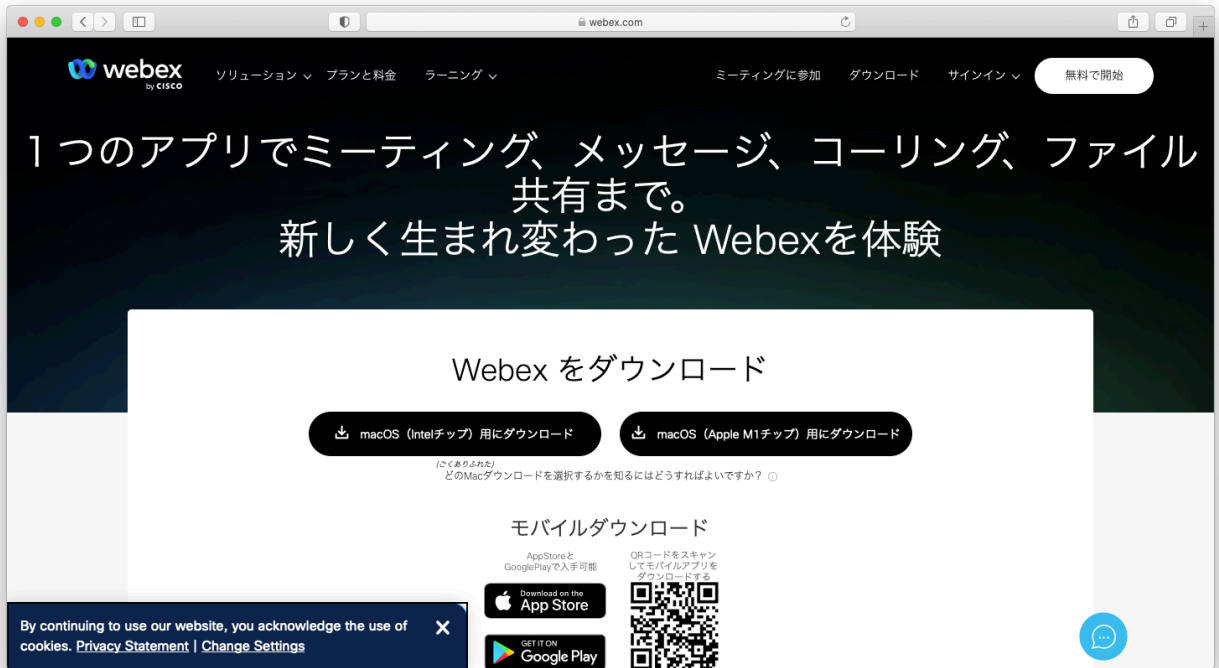 webex.com
webex
by CISCO
ソリューション
プランと料金
ラーニング
ミーティングに参加
ダウンロード
サインイン
無料で開始
1つのアプリでミーティング、メッセージ、コーリング、ファイル
共有まで。
新しく生まれ変わった Webexを体験
Webex をダウンロード
macOS（Intelチップ）用にダウンロード
macOS（Apple M1チップ）用にダウンロード
(ごくありふれた)
どのMacダウンロードを選択するかを知るにはどうすればよいですか？
モバイルダウンロード
AppStoreと
GooglePlayで入手可能
Download on the
App Store
GET IT ON
Google Play
QRコードをスキャン
してモバイルアプリを
ダウンロードする
By continuing to use our website, you acknowledge the use of
cookies. Privacy Statement | Change Settings